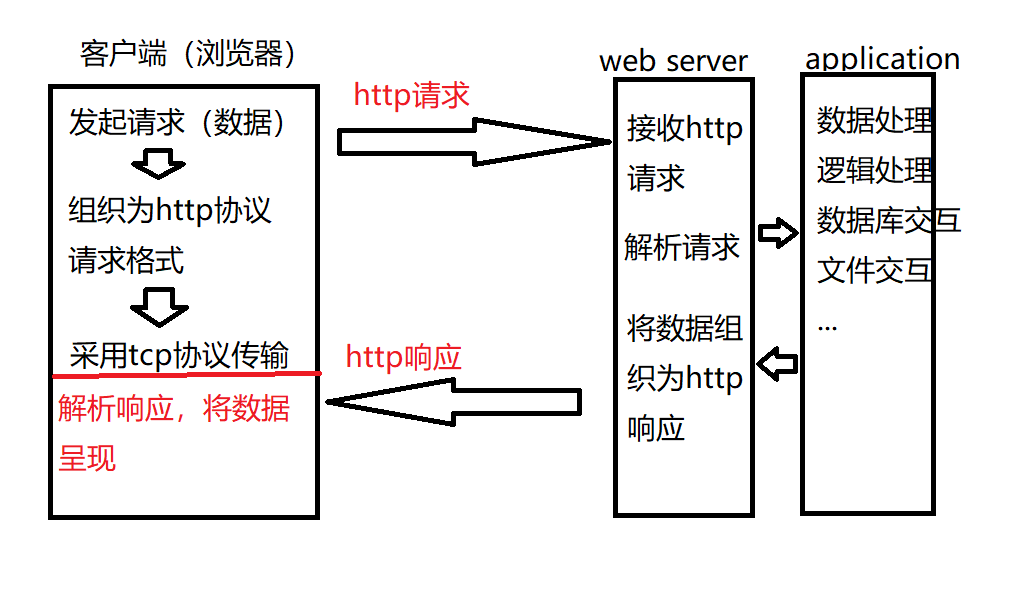 客户端（浏览器）
发起请求（数据）
组织为http协议
请求格式
采用tcp协议传输
解析响应，将数据
呈现
http请求
http响应
web server
接收http
请求
解析请求
将数据组
织为http
响应
application
数据处理
逻辑处理
数据库交互
文件交互
...